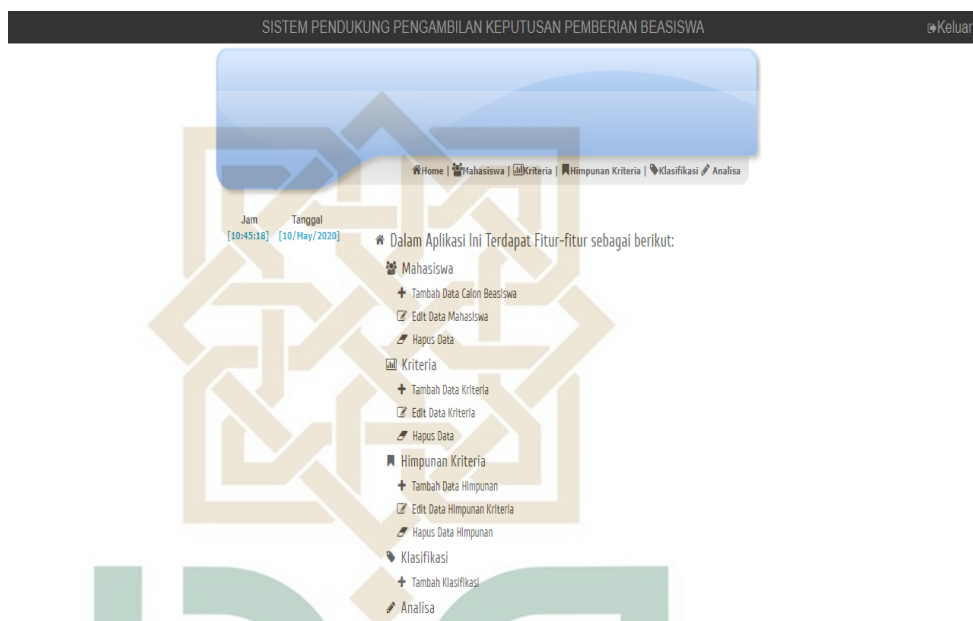 SISTEM PENDUKUNG PENGAMBILAN KEPUTUSAN PEMBERIAN BEASISWA
Keluar
Home | Mahasiswa | Kriteria | Himpunan Kriteria | Klasifikasi Analisa
Jam Tanggal
[10:45:18] [10/May/2020]
Dalam Aplikasi Ini Terdapat Fitur-fitur sebagai berikut:
Mahasiswa
Tambah Data Calon Beasiswa
Edit Data Mahasiswa
Hapus Data
Kriteria
Tambah Data Kriteria
Edit Data Kriteria
Hapus Data
Himpunan Kriteria
Tambah Data Himpunan
Edit Data Himpunan Kriteria
Hapus Data Himpunan
Klasifikasi
Tambah Klasifikasi
Analisa